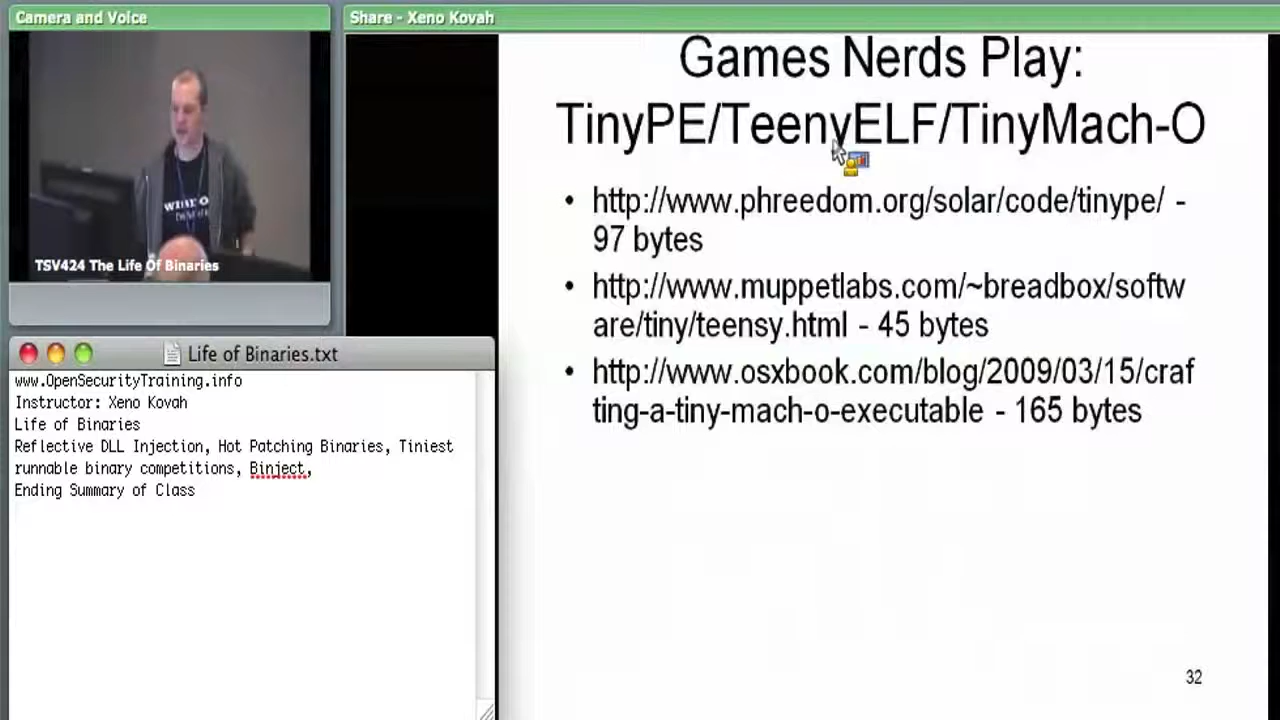 Camera and Voice
Share - Xeno Kovah
TSV424 The Life Of Binaries
Life of Binaries.txt
www.OpenSecurityTraining.info
Instructor: Xeno Kovah
Life of Binaries
Reflective DLL Injection, Hot Patching Binaries, Tiniest
runnable binary competitions, Binject,
Ending Summary of Class
Games Nerds Play:
TinyPE/TeenyELF/TinyMach-O
• http://www.phreedom.org/solar/code/tinype/ -
97 bytes
• http://www.muppetlabs.com/~breadbox/softw
are/tiny/teensy.html - 45 bytes
• http://www.osxbook.com/blog/2009/03/15/craf
ting-a-tiny-mach-o-executable - 165 bytes
32